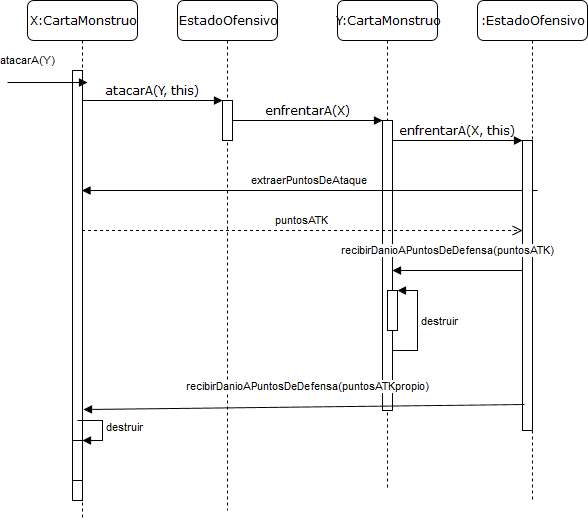 X:CartaMonstruo
EstadoOfensivo
Y:CartaMonstruo
:EstadoOfensivo
atacarA(Y)
atacarA(Y, this)
enfrentarA(X)
enfrentarA(X, this)
extraerPuntosDeAtaque
puntosATK
recibirDanioAPuntosDeDefensa(puntosATK)
destruir
recibirDanioAPuntosDeDefensa(puntosATKpropio)
destruir